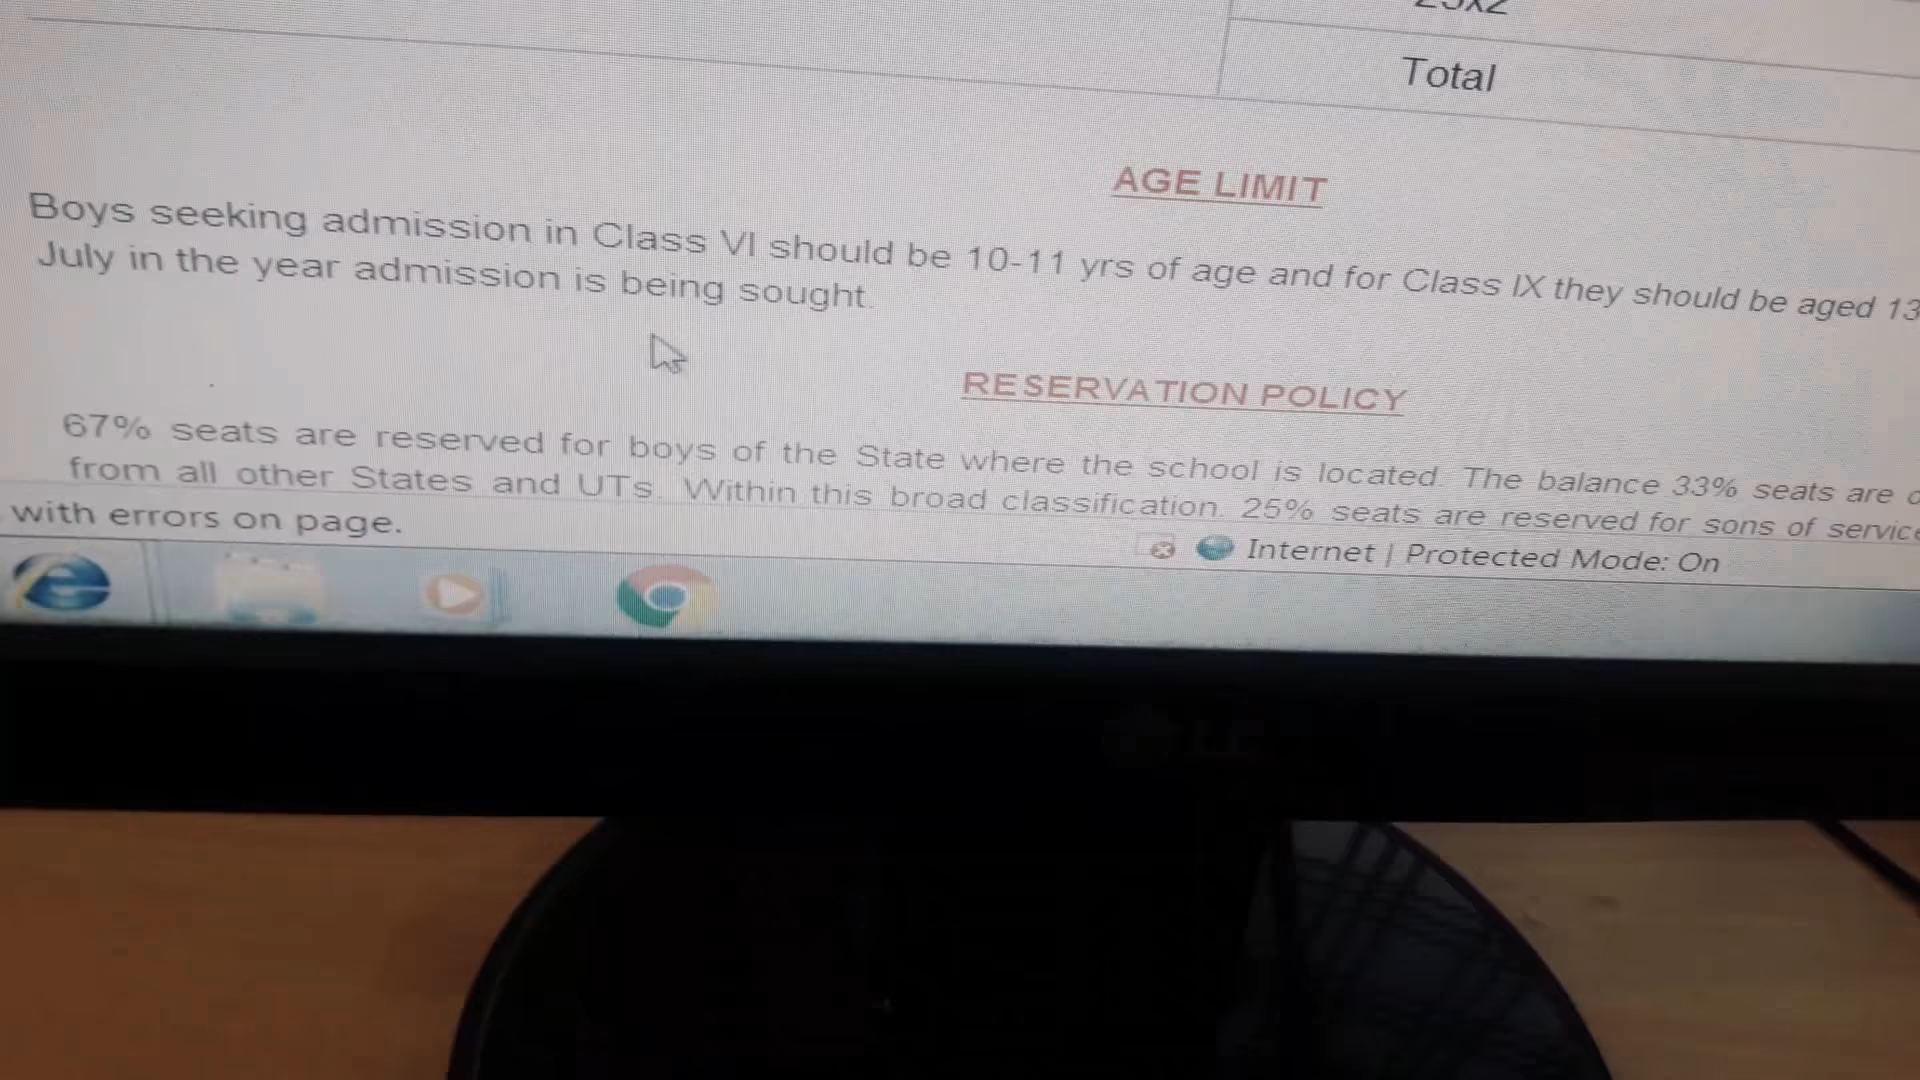 Total
AGE LIMIT
Boys seeking admission in Class VI should be 10-11 yrs of age and for Class IX they should be aged 13
July in the year admission is being sought.
RESERVATION POLICY
67% seats are reserved for boys of the State where the school is located. The balance 33% seats are
from all other States and UTs. Within this broad classification. 25% seats are reserved for sons of
with errors on page.
Internet | Protected Mode: On